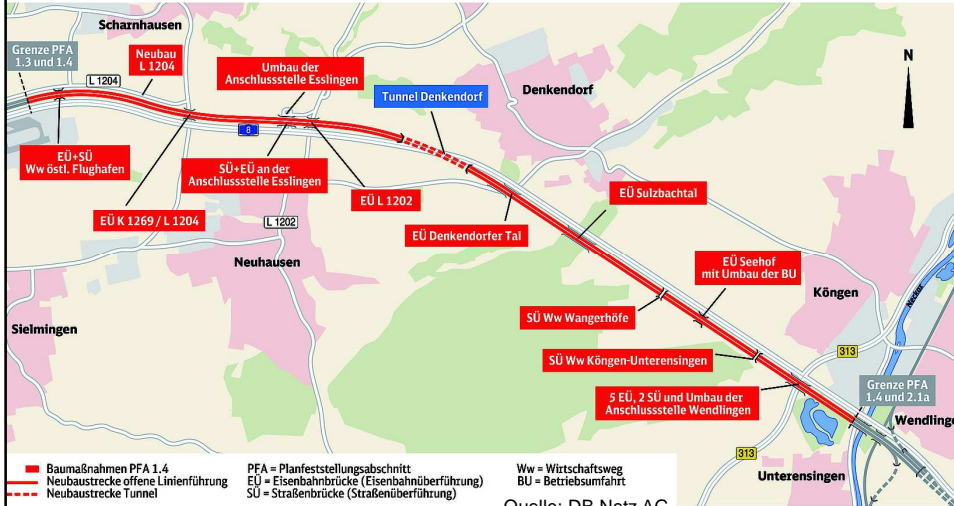 Scharnhausen
Grenze PFA
1.3 und 1.4
L 1204
Neubau
L 1204
Umbau der
Anschlussstelle Esslingen
Tunnel Denkendorf
Denkendorf
N
8
EÜ+SÜ
Ww östl. Flughafen
SÜ+EÜ an der
Anschlussstelle Esslingen
EÜ L 1202
EÜ K 1269 / L 1204
L 1202
EÜ Sulzbachtal
EÜ Denkendorfer Tal
Neuhausen
EÜ Seehof
mit Umbau der BU
Köngen
Neckar
Sielmingen
SÜ Ww Wangerhöfe
313
SÜ Ww Köngen-Unterensingen
5 EÜ, 2 SÜ und Umbau der
Anschlussstelle Wendlingen
Grenze PFA
1.4 und 2.1a
Wendlinge
313
Unterensingen
Baumaßnahmen PFA 1.4
Neubaustrecke offene Linienführung
Neubaustrecke Tunnel
PFA = Planfeststellungsabschnitt
EÜ = Eisenbahnbrücke (Eisenbahnüberführung)
SÜ = Straßenbrücke (Straßenüberführung)
Ww = Wirtschaftsweg
BU = Betriebsumfahrt
Quelle: DB Netz AG